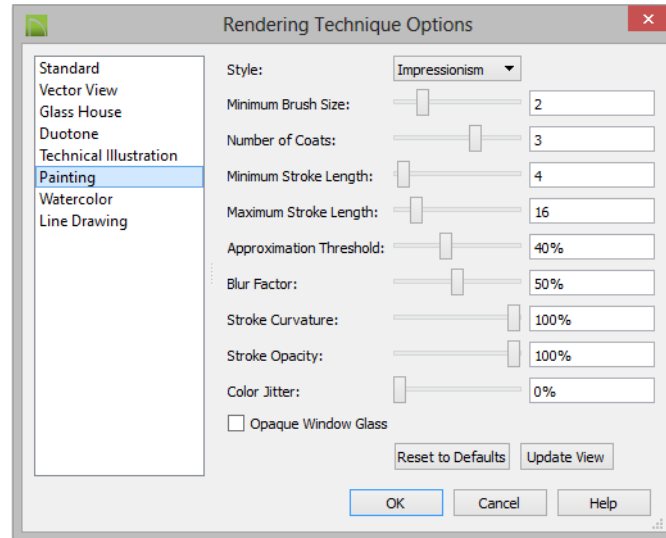 Rendering Technique Options
Standard
Vector View
Glass House
Duotone
Technical Illustration
Painting
Watercolor
Line Drawing
Style: Impressionism
Minimum Brush Size: 2
Number of Coats: 3
Minimum Stroke Length: 4
Maximum Stroke Length: 16
Approximation Threshold: 40%
Blur Factor: 50%
Stroke Curvature: 100%
Stroke Opacity: 100%
Color Jitter: 0%
Opaque Window Glass
Reset to Defaults Update View
OK Cancel Help